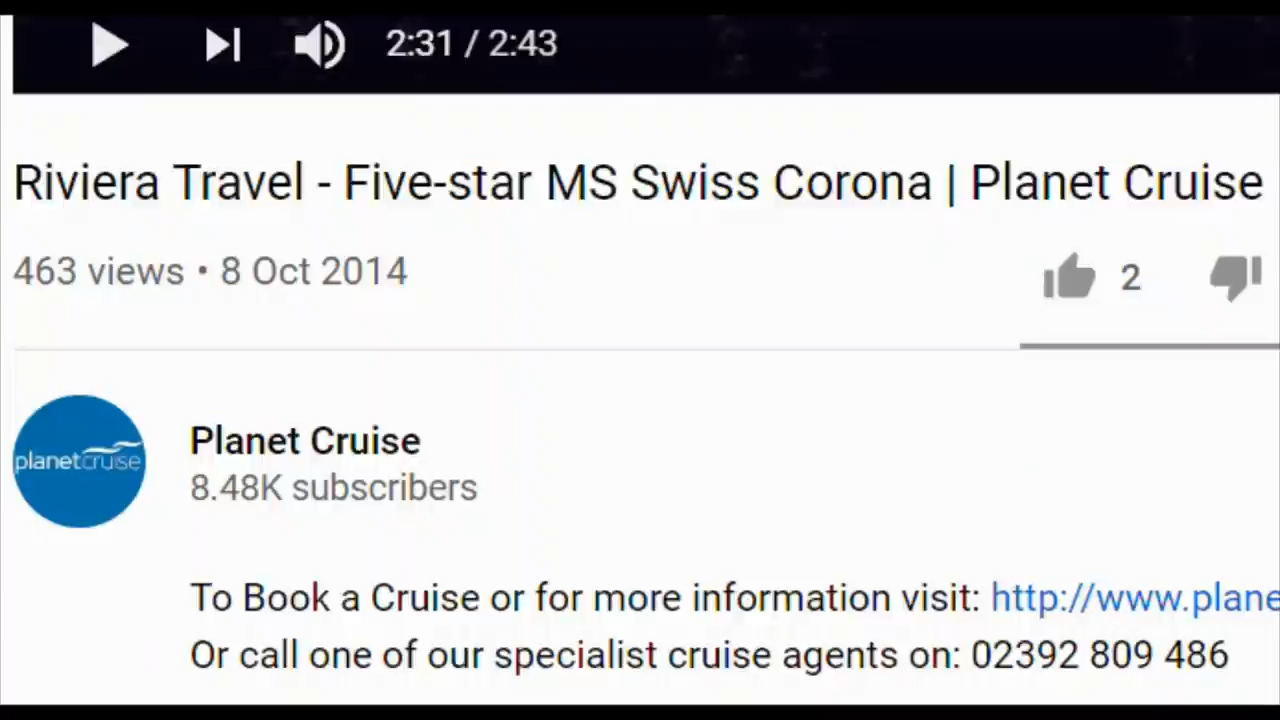 2:31 / 2:43
Riviera Travel - Five-star MS Swiss Corona | Planet Cruise
463 views • 8 Oct 2014
2
planetcruise
Planet Cruise
8.48K subscribers
To Book a Cruise or for more information visit: http://www.plane
Or call one of our specialist cruise agents on: 02392 809 486